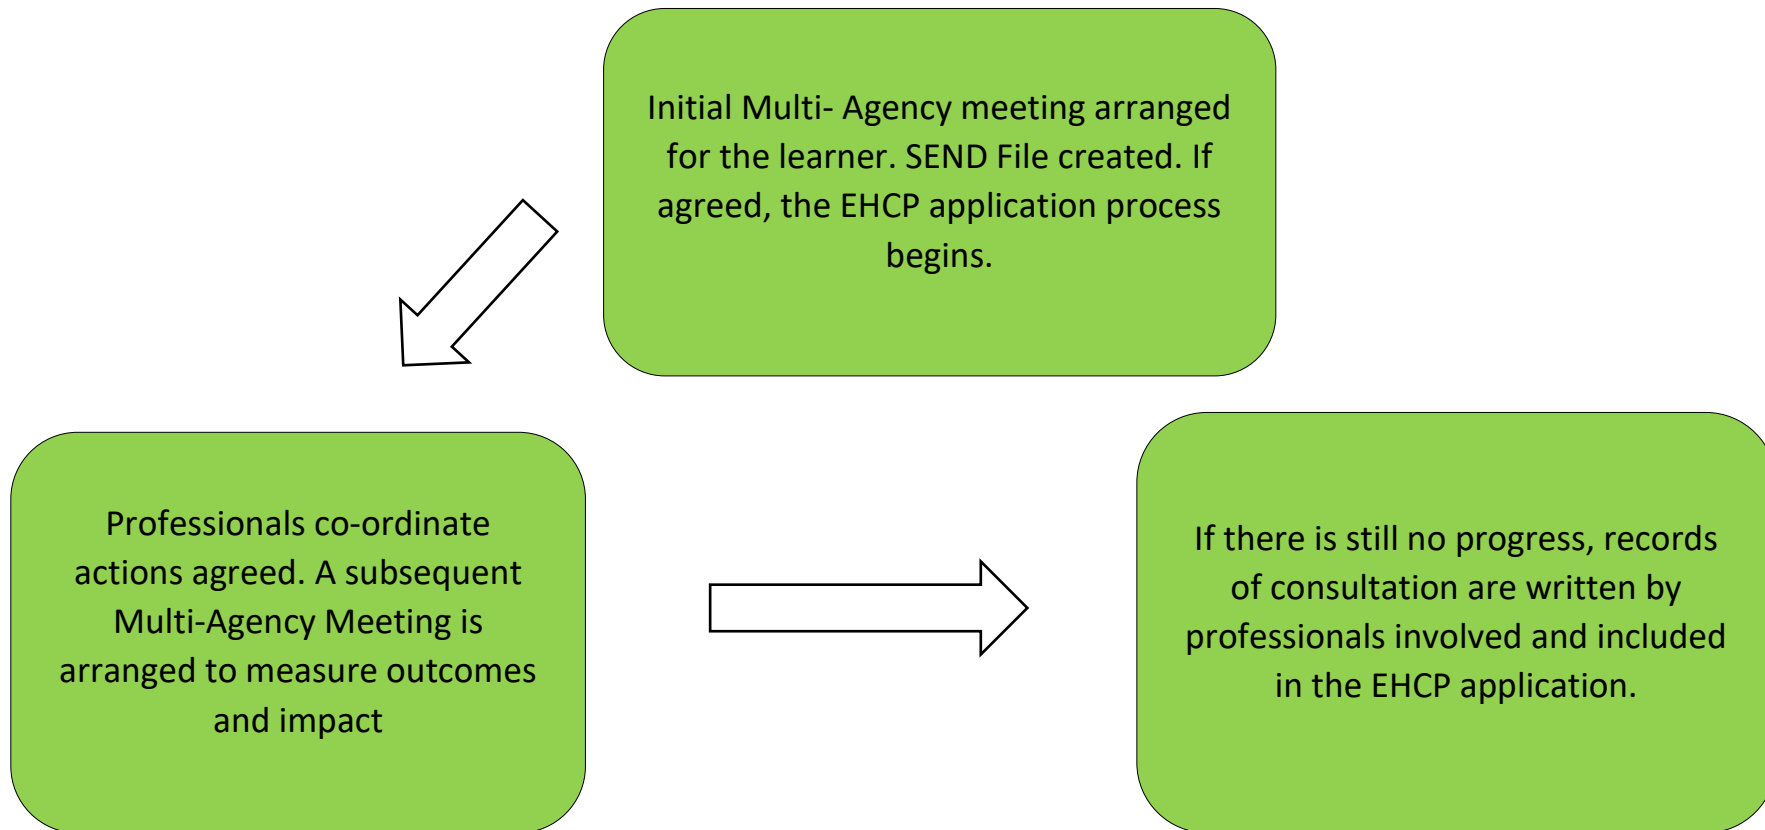 Initial Multi- Agency meeting arranged
for the learner. SEND File created. If
agreed, the EHCP application process
begins.
Professionals co-ordinate
actions agreed. A subsequent
Multi-Agency Meeting is
arranged to measure outcomes
and impact
If there is still no progress, records
of consultation are written by
professionals involved and included
in the EHCP application.